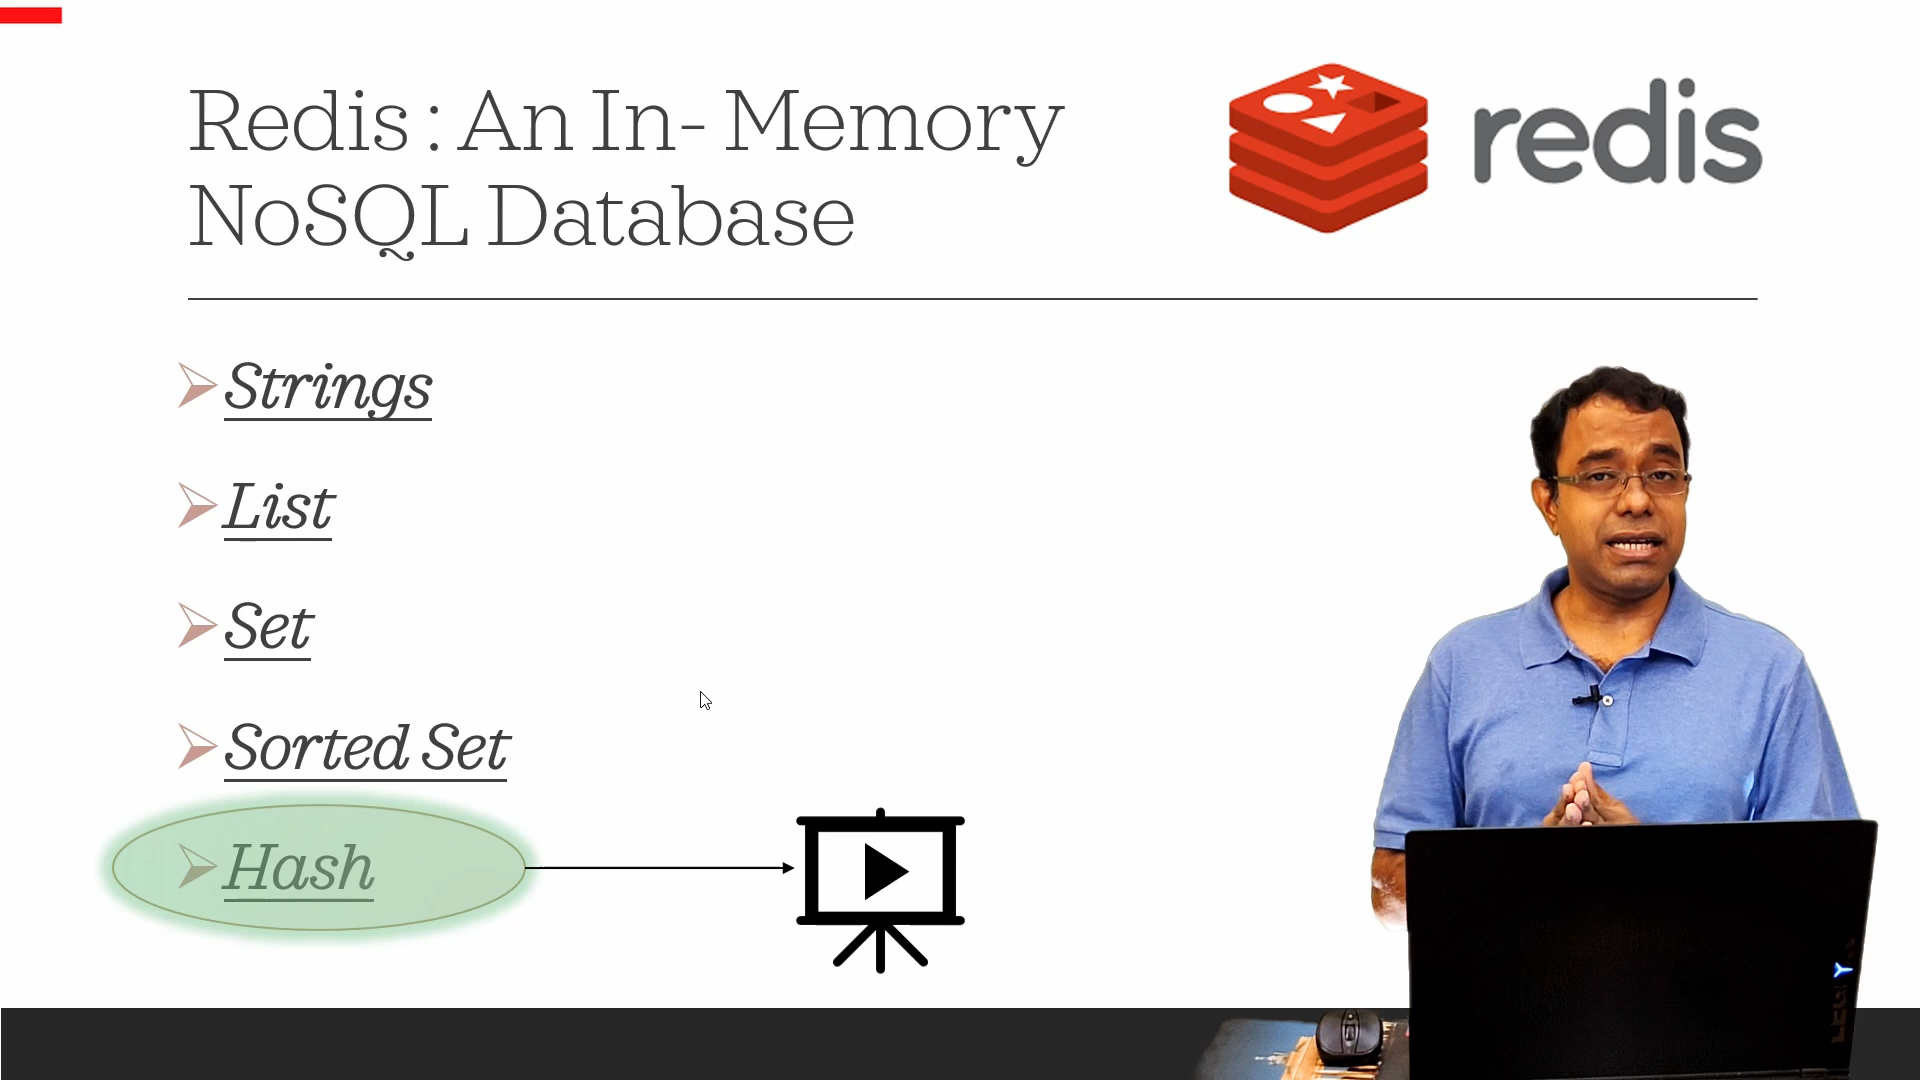 Redis : An In- Memory
NoSQL Database
redis
Strings
List
Set
Sorted Set
Hash